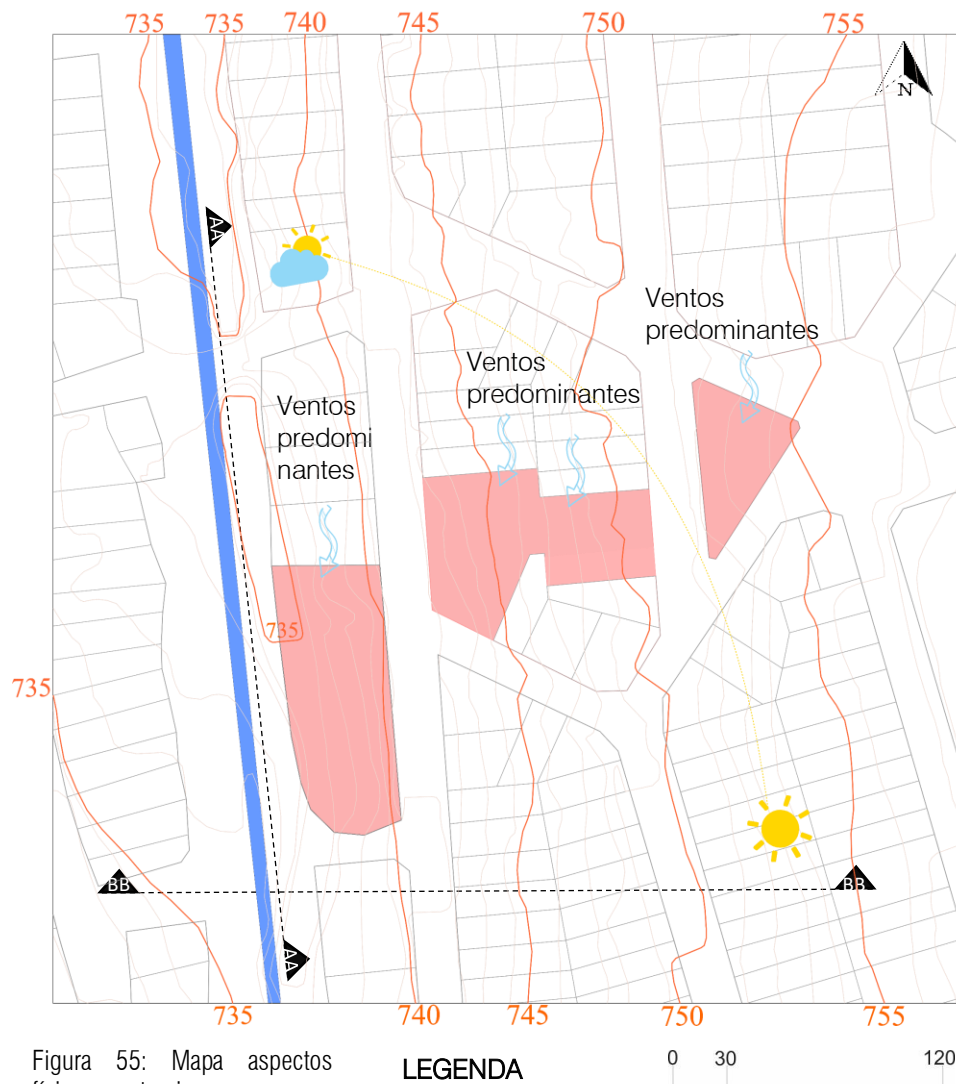 735 735 740 745 750 755
N
AA
Ventos
predominantes
Ventos
predominantes
Ventos
predomi
nantes
735
735
BB BB
AA
735 740 745 750 755
Figura 55: Mapa aspectos
LEGENDA
0 30 120